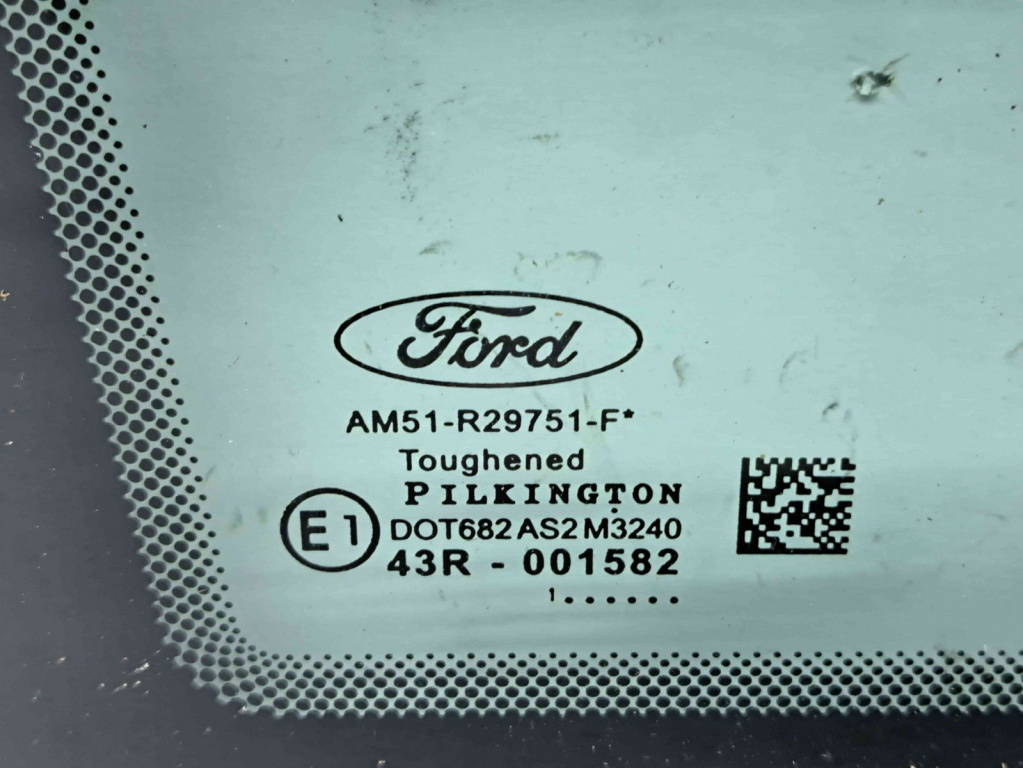 Ford
AM51-R29751-F*
Toughened
PILKINGTON
E1
DOT682 AS2 M3240
43R - 001582
1......